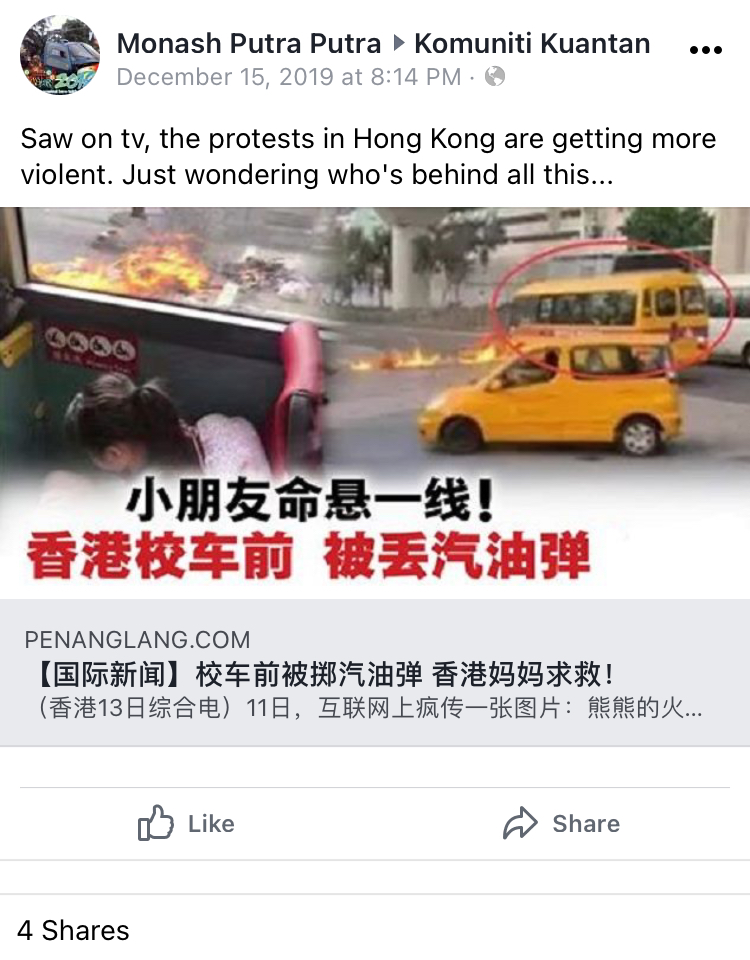 Monash Putra Putra ▸ Komuniti Kuantan
December 15, 2019 at 8:14 PM ·
Saw on tv, the protests in Hong Kong are getting more
violent. Just wondering who's behind all this...
小朋友命悬一线！
香港校车前 被丢汽油弹
PENANGLANG.COM
【国际新闻】校车前被掷汽油弹 香港妈妈求救！
（香港13日综合电）11日，互联网上疯传一张图片：熊熊的火...
Like
Share
4 Shares